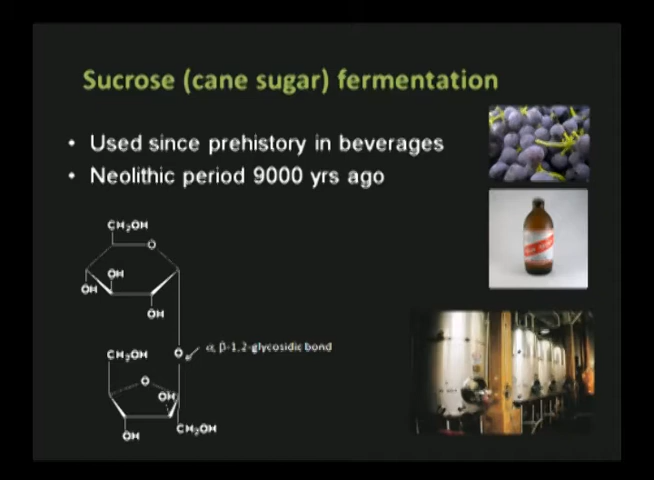 Sucrose (cane sugar) fermentation
• Used since prehistory in beverages
• Neolithic period 9000 yrs ago
CH₂OH
O
OH
OH
OH
CH₂OH
O
α, β-1,2-glycosidic bond
O
OH
OH
CH₂OH